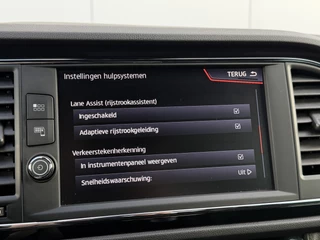 Instellingen hulpsystemen
TERUG
Lane Assist (rijstrookassistent)
Ingeschakeld
Adaptieve rijstrookgeleiding
Verkeerstekenherkenning
In instrumentenpaneel weergeven
Snelheidswaarschuwing: Uit